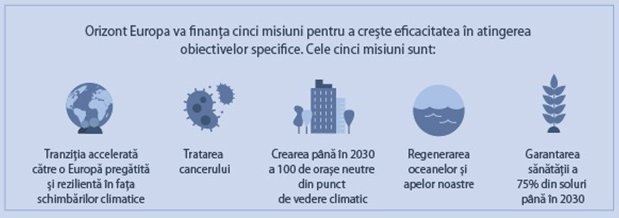 Orizont Europa va finanța cinci misiuni pentru a crește eficacitatea în atingerea
obiectivelor specifice. Cele cinci misiuni sunt:
Tranziția accelerată
către o Europă pregătită
și reziliență în fața
schimbărilor climatice
Tratarea
cancerului
Crearea până în 2030
a 100 de orașe neutre
din punct
de vedere climatic
Regenerarea
oceanelor și
apelor noastre
Garantarea
sănătății a
75% din soluri
până în 2030